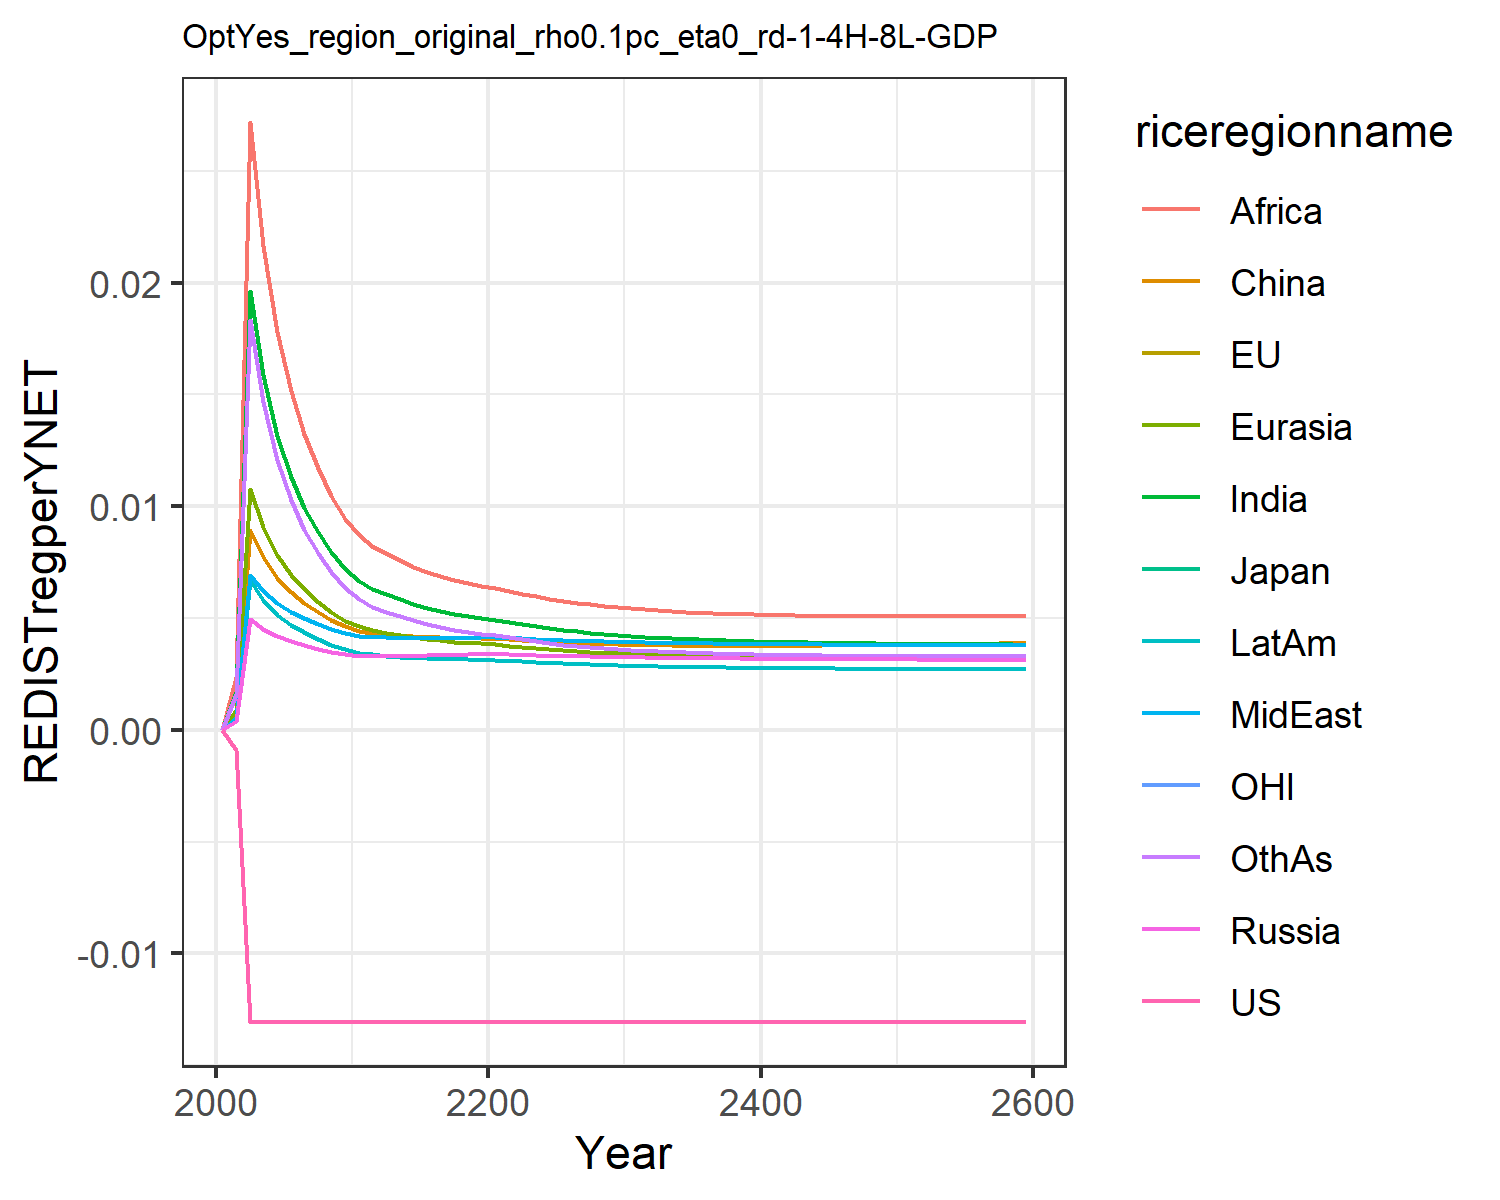 OptYes_region_original_rho0.1pc_eta0_rd-1-4H-8L-GDP
REDISTregperYNET
0.02
0.01
0.00
-0.01
2000 2200 2400 2600
Year
riceregionname
Africa
China
EU
Eurasia
India
Japan
LatAm
MidEast
OHI
OthAs
Russia
US